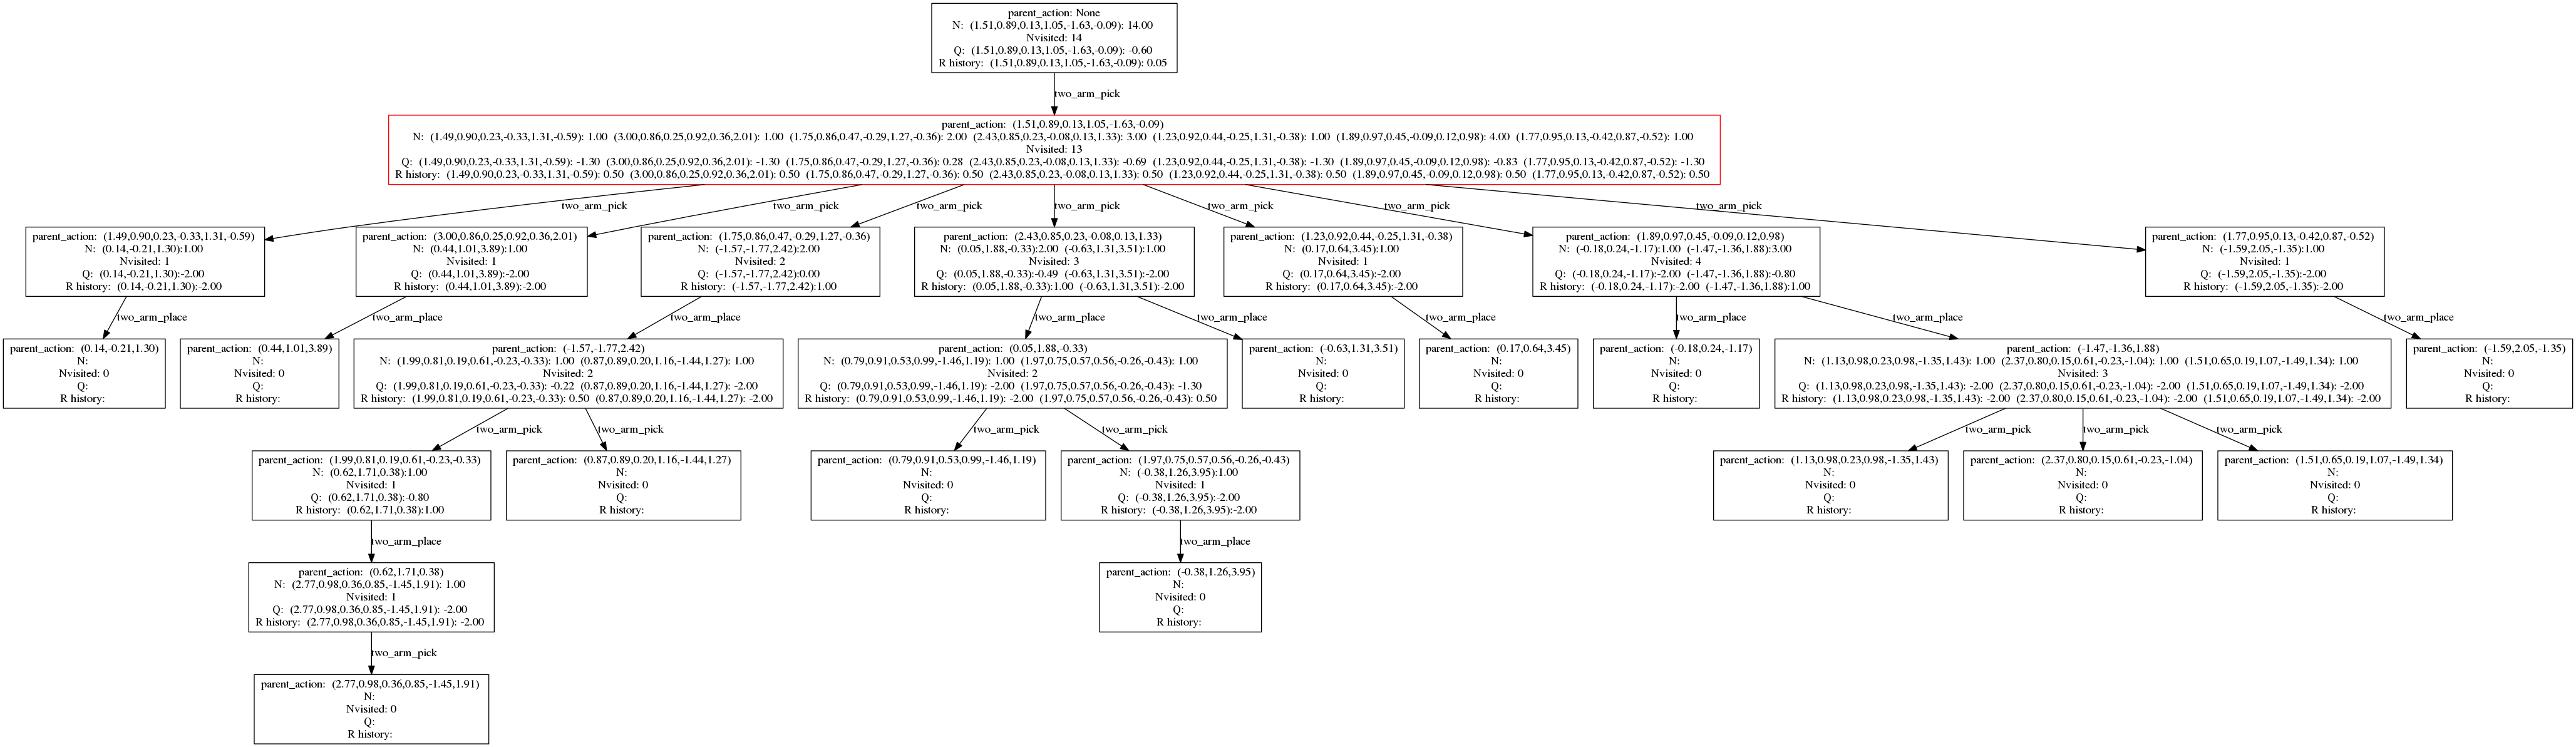 parent_action: None
N: (1.51,0.89,0.13,1.05,-1.63,-0.09): 14.00
Nvisited: 14
Q: (1.51,0.89,0.13,1.05,-1.63,-0.09): -0.60
R history: (1.51,0.89,0.13,1.05,-1.63,-0.09): 0.05
two_arm_pick
parent_action: (1.51,0.89,0.13,1.05,-1.63,-0.09)
N: (1.49,0.90,0.23,-0.33,1.31,-0.59): 1.00 (3.00,0.86,0.25,0.92,0.36,2.01): 1.00 (1.75,0.86,0.47,-0.29,1.27,-0.36): 2.00 (2.43,0.85,0.23,-0.08,0.13,1.33): 3.00 (1.23,0.92,0.44,-0.25,1.31,-0.38): 1.00 (1.89,0.97,0.45,-0.09,0.12,0.98): 4.00 (1.77,0.95,0.13,-0.42,0.87,-0.52): 1.00
Nvisited: 13
Q: (1.49,0.90,0.23,-0.33,1.31,-0.59): -1.30 (3.00,0.86,0.25,0.92,0.36,2.01): -1.30 (1.75,0.86,0.47,-0.29,1.27,-0.36): 0.28 (2.43,0.85,0.23,-0.08,0.13,1.33): -0.69 (1.23,0.92,0.44,-0.25,1.31,-0.38): -1.30 (1.89,0.97,0.45,-0.09,0.12,0.98): -0.83 (1.77,0.95,0.13,-0.42,0.87,-0.52): -1.30
R history: (1.49,0.90,0.23,-0.33,1.31,-0.59): 0.50 (3.00,0.86,0.25,0.92,0.36,2.01): 0.50 (1.75,0.86,0.47,-0.29,1.27,-0.36): 0.50 (2.43,0.85,0.23,-0.08,0.13,1.33): 0.50 (1.23,0.92,0.44,-0.25,1.31,-0.38): 0.50 (1.89,0.97,0.45,-0.09,0.12,0.98): 0.50 (1.77,0.95,0.13,-0.42,0.87,-0.52): 0.50
two_arm_pick
two_arm_pick
two_arm_pick
two_arm_pick
two_arm_pick
two_arm_pick
two_arm_pick
parent_action: (1.49,0.90,0.23,-0.33,1.31,-0.59)
N: (0.14,-0.21,1.30):1.00
Nvisited: 1
Q: (0.14,-0.21,1.30):-2.00
R history: (0.14,-0.21,1.30):-2.00
parent_action: (3.00,0.86,0.25,0.92,0.36,2.01)
N: (0.44,1.01,3.89):1.00
Nvisited: 1
Q: (0.44,1.01,3.89):-2.00
R history: (0.44,1.01,3.89):-2.00
parent_action: (1.75,0.86,0.47,-0.29,1.27,-0.36)
N: (-1.57,-1.77,2.42):2.00
Nvisited: 2
Q: (-1.57,-1.77,2.42):0.00
R history: (-1.57,-1.77,2.42):1.00
parent_action: (2.43,0.85,0.23,-0.08,0.13,1.33)
N: (0.05,1.88,-0.33):2.00 (-0.63,1.31,3.51):1.00
Nvisited: 3
Q: (0.05,1.88,-0.33):-0.49 (-0.63,1.31,3.51):-2.00
R history: (0.05,1.88,-0.33):1.00 (-0.63,1.31,3.51):-2.00
parent_action: (1.23,0.92,0.44,-0.25,1.31,-0.38)
N: (0.17,0.64,3.45):1.00
Nvisited: 1
Q: (0.17,0.64,3.45):-2.00
R history: (0.17,0.64,3.45):-2.00
parent_action: (1.89,0.97,0.45,-0.09,0.12,0.98)
N: (-0.18,0.24,-1.17):1.00 (-1.47,-1.36,1.88):3.00
Nvisited: 4
Q: (-0.18,0.24,-1.17):-2.00 (-1.47,-1.36,1.88):-0.80
R history: (-0.18,0.24,-1.17):-2.00 (-1.47,-1.36,1.88):1.00
parent_action: (1.77,0.95,0.13,-0.42,0.87,-0.52)
N: (-1.59,2.05,-1.35):1.00
Nvisited: 1
Q: (-1.59,2.05,-1.35):-2.00
R history: (-1.59,2.05,-1.35):-2.00
two_arm_place
two_arm_place
two_arm_place
two_arm_place
two_arm_place
two_arm_place
two_arm_place
two_arm_place
two_arm_place
parent_action: (0.14,-0.21,1.30)
N:
Nvisited: 0
Q:
R history:
parent_action: (0.44,1.01,3.89)
N:
Nvisited: 0
Q:
R history:
parent_action: (-1.57,-1.77,2.42)
N: (1.99,0.81,0.19,0.61,-0.23,-0.33): 1.00 (0.87,0.89,0.20,1.16,-1.44,1.27): 1.00
Nvisited: 2
Q: (1.99,0.81,0.19,0.61,-0.23,-0.33): -0.22 (0.87,0.89,0.20,1.16,-1.44,1.27): -2.00
R history: (1.99,0.81,0.19,0.61,-0.23,-0.33): 0.50 (0.87,0.89,0.20,1.16,-1.44,1.27): -2.00
parent_action: (0.05,1.88,-0.33)
N: (0.79,0.91,0.53,0.99,-1.46,1.19): 1.00 (1.97,0.75,0.57,0.56,-0.26,-0.43): 1.00
Nvisited: 2
Q: (0.79,0.91,0.53,0.99,-1.46,1.19): -2.00 (1.97,0.75,0.57,0.56,-0.26,-0.43): -1.30
R history: (0.79,0.91,0.53,0.99,-1.46,1.19): -2.00 (1.97,0.75,0.57,0.56,-0.26,-0.43): 0.50
parent_action: (-0.63,1.31,3.51)
N:
Nvisited: 0
Q:
R history:
parent_action: (0.17,0.64,3.45)
N:
Nvisited: 0
Q:
R history:
parent_action: (-0.18,0.24,-1.17)
N:
Nvisited: 0
Q:
R history:
parent_action: (-1.47,-1.36,1.88)
N: (1.13,0.98,0.23,0.98,-1.35,1.43): 1.00 (2.37,0.80,0.15,0.61,-0.23,-1.04): 1.00 (1.51,0.65,0.19,1.07,-1.49,1.34): 1.00
Nvisited: 3
Q: (1.13,0.98,0.23,0.98,-1.35,1.43): -2.00 (2.37,0.80,0.15,0.61,-0.23,-1.04): -2.00 (1.51,0.65,0.19,1.07,-1.49,1.34): -2.00
R history: (1.13,0.98,0.23,0.98,-1.35,1.43): -2.00 (2.37,0.80,0.15,0.61,-0.23,-1.04): -2.00 (1.51,0.65,0.19,1.07,-1.49,1.34): -2.00
parent_action: (-1.59,2.05,-1.35)
N:
Nvisited: 0
Q:
R history:
two_arm_pick
two_arm_pick
two_arm_pick
two_arm_pick
two_arm_pick
two_arm_pick
two_arm_pick
parent_action: (1.99,0.81,0.19,0.61,-0.23,-0.33)
N: (0.62,1.71,0.38):1.00
Nvisited: 1
Q: (0.62,1.71,0.38):-0.80
R history: (0.62,1.71,0.38):1.00
parent_action: (0.87,0.89,0.20,1.16,-1.44,1.27)
N:
Nvisited: 0
Q:
R history:
parent_action: (0.79,0.91,0.53,0.99,-1.46,1.19)
N:
Nvisited: 0
Q:
R history:
parent_action: (1.97,0.75,0.57,0.56,-0.26,-0.43)
N: (-0.38,1.26,3.95):1.00
Nvisited: 1
Q: (-0.38,1.26,3.95):-2.00
R history: (-0.38,1.26,3.95):-2.00
parent_action: (1.13,0.98,0.23,0.98,-1.35,1.43)
N:
Nvisited: 0
Q:
R history:
parent_action: (2.37,0.80,0.15,0.61,-0.23,-1.04)
N:
Nvisited: 0
Q:
R history:
parent_action: (1.51,0.65,0.19,1.07,-1.49,1.34)
N:
Nvisited: 0
Q:
R history:
two_arm_place
two_arm_place
parent_action: (0.62,1.71,0.38)
N: (2.77,0.98,0.36,0.85,-1.45,1.91): 1.00
Nvisited: 1
Q: (2.77,0.98,0.36,0.85,-1.45,1.91): -2.00
R history: (2.77,0.98,0.36,0.85,-1.45,1.91): -2.00
parent_action: (-0.38,1.26,3.95)
N:
Nvisited: 0
Q:
R history:
two_arm_pick
parent_action: (2.77,0.98,0.36,0.85,-1.45,1.91)
N:
Nvisited: 0
Q:
R history: